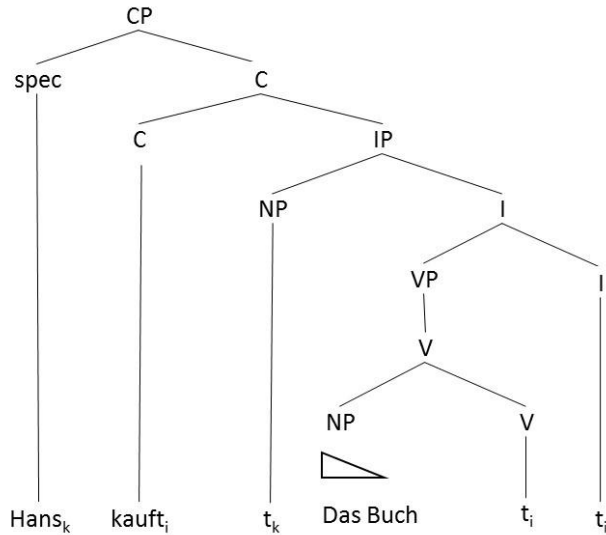 CP
spec C
C IP
NP I
VP I
V
NP V
Hansₖ kauftᵢ tₖ Das Buch tᵢ tᵢ